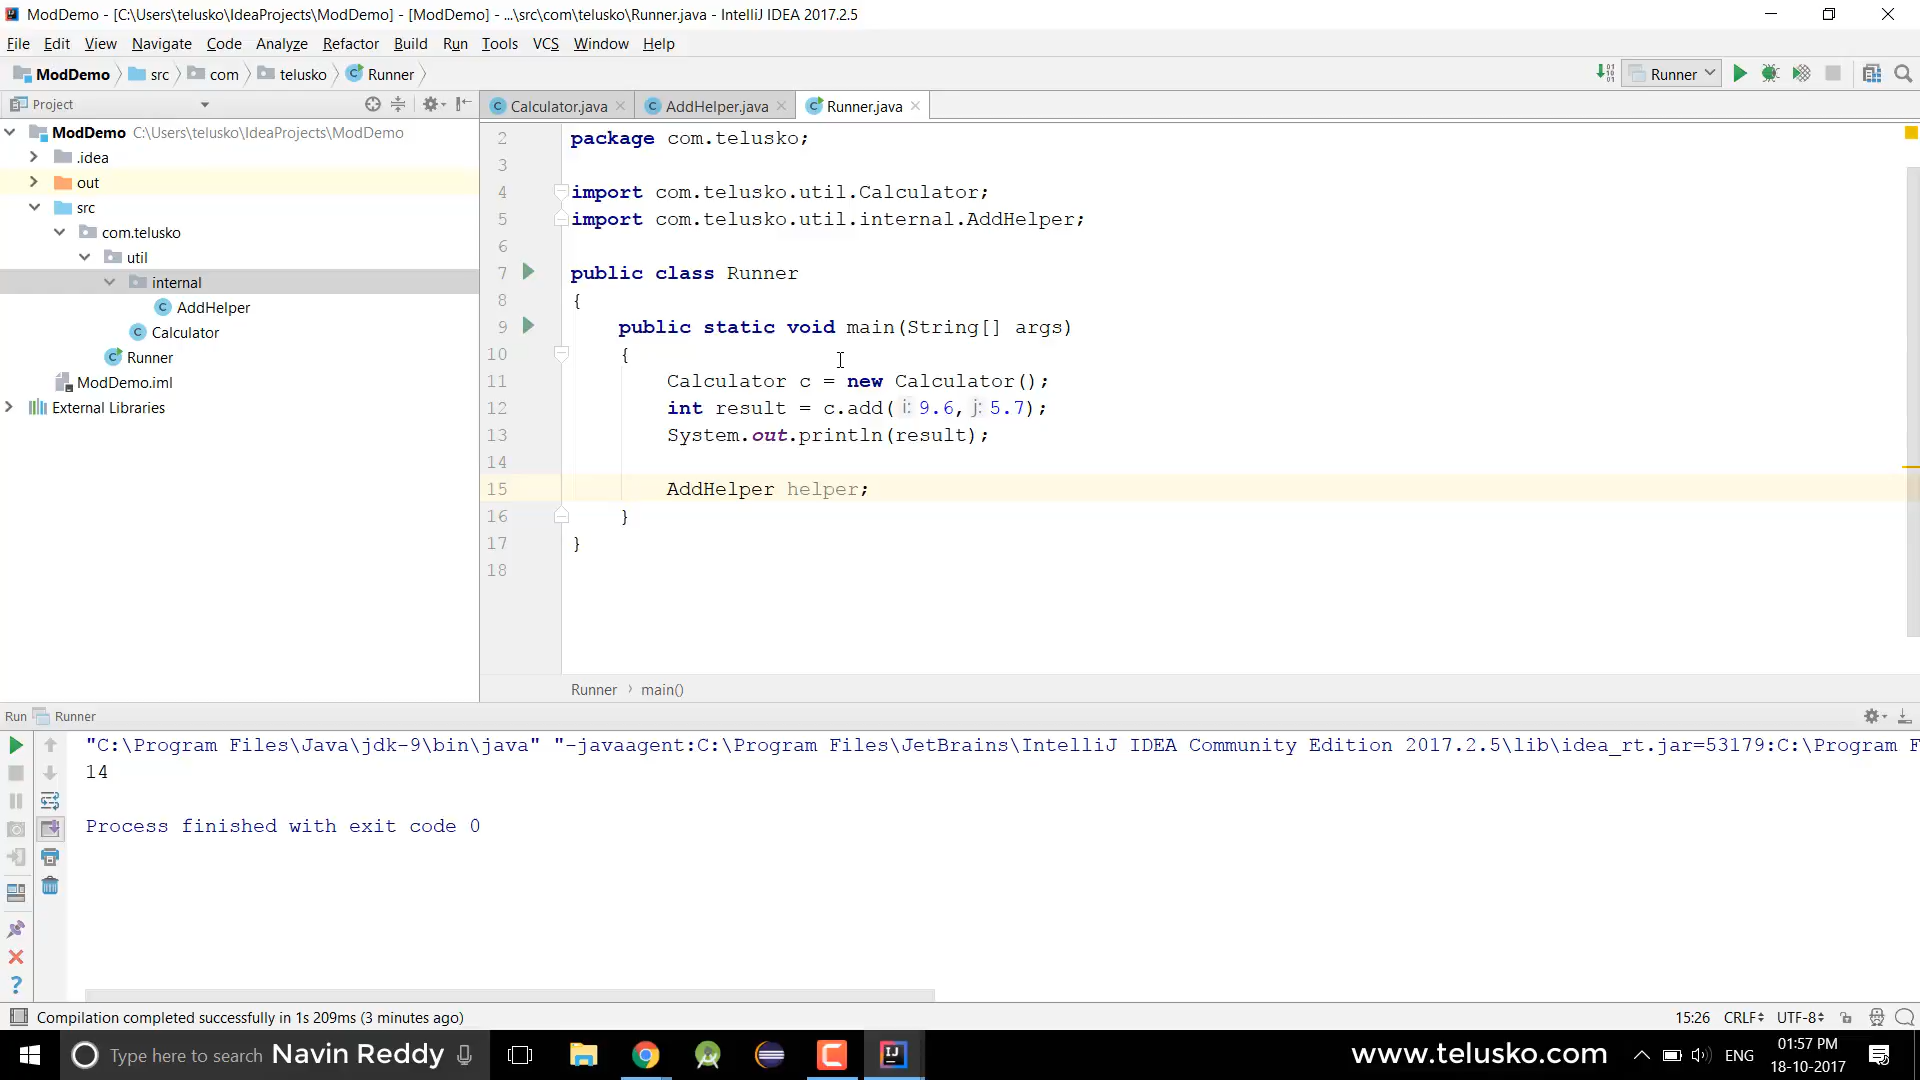 ModDemo - [C:\Users\telusko\IdeaProjects\ModDemo] - [ModDemo] - ...\src\com\telusko\Runner.java - IntelliJ IDEA 2017.2.5
File Edit View Navigate Code Analyze Refactor Build Run Tools VCS Window Help
ModDemo src com telusko Runner
Runner
Project
Calculator.java AddHelper.java Runner.java
ModDemo C:\Users\telusko\IdeaProjects\ModDemo
.idea
out
src
com.telusko
util
internal
AddHelper
Calculator
Runner
ModDemo.iml
External Libraries
2 package com.telusko;
3
4 import com.telusko.util.Calculator;
5 import com.telusko.util.internal.AddHelper;
6
7 public class Runner
8 {
9 public static void main(String[] args)
10 {
11 Calculator c = new Calculator();
12 int result = c.add( i: 9.6, j: 5.7);
13 System.out.println(result);
14
15 AddHelper helper;
16 }
17 }
18
Runner › main()
Run Runner
"C:\Program Files\Java\jdk-9\bin\java" "-javaagent:C:\Program Files\JetBrains\IntelliJ IDEA Community Edition 2017.2.5\lib\idea_rt.jar=53179:C:\Program F
14
Process finished with exit code 0
Compilation completed successfully in 1s 209ms (3 minutes ago)
15:26 CRLF UTF-8
Type here to search Navin Reddy
www.telusko.com
ENG
01:57 PM
18-10-2017